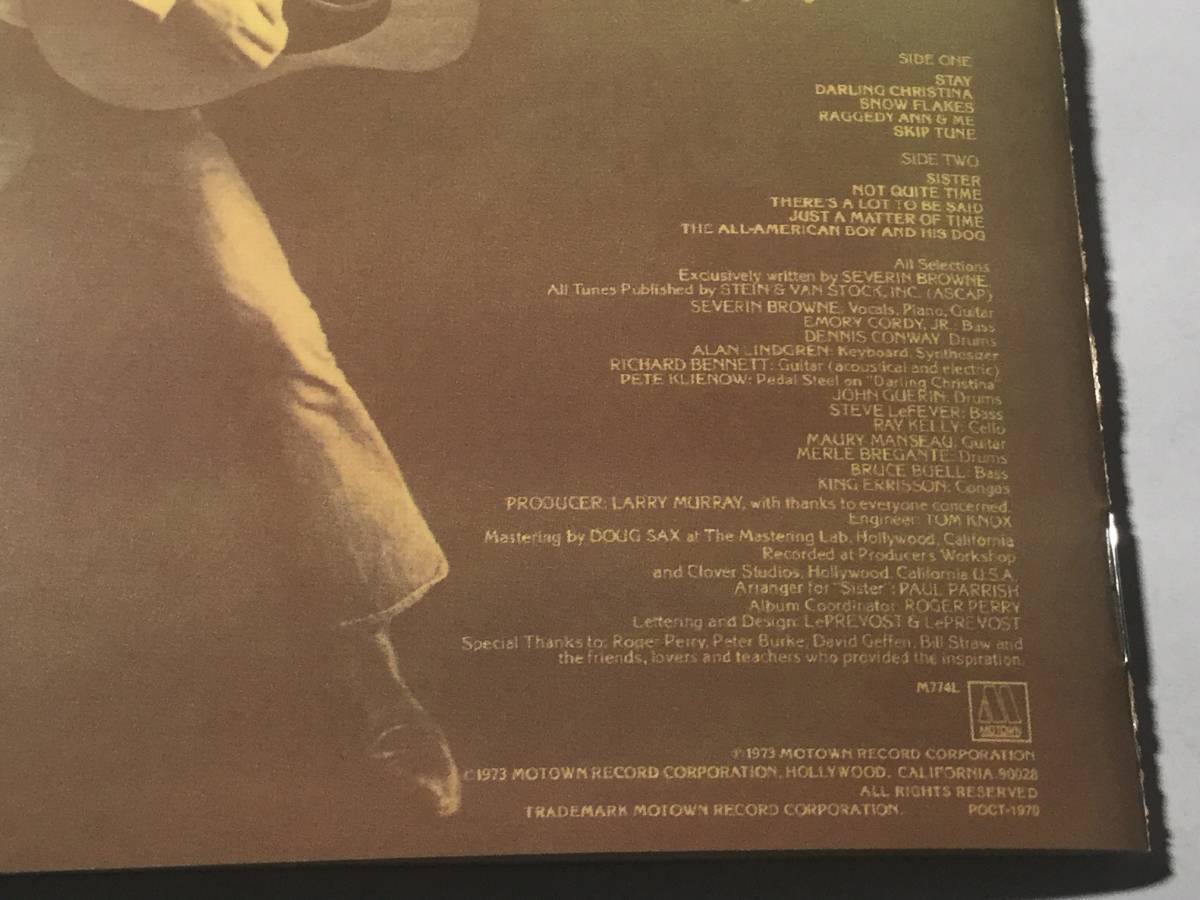 SIDE ONE
STAY
DARLING CHRISTINA
SNOW FLAKES
RAGGEDY ANN & ME
SKIP TUNE
SIDE TWO
SISTER
NOT QUITE TIME
THERE'S A LOT TO BE SAID
JUST A MATTER OF TIME
THE ALL-AMERICAN BOY AND HIS DOG
All Selections
Exclusively written by SEVERIN BROWNE
All Tunes Published by STEIN & VAN STOCK, INC. (ASCAP)
SEVERIN BROWNE: Vocals, Piano, Guitar
EMORY GORDY, JR.: Bass
DENNIS CONWAY: Drums
ALAN LINDGREN: Keyboard, Synthesizer
RICHARD BENNETT: Guitar (acoustical and electric)
PETE KLIENOW: Pedal Steel on "Darling Christina"
JOHN GUERIN: Drums
STEVE LeFEVER: Bass
RAY KELLY: Cello
MAURY MANSEAU: Guitar
MERLE BREGANTE: Drums
BRUCE BUELL: Bass
KING ERRISSON: Congas
PRODUCER: LARRY MURRAY, with thanks to everyone concerned.
Engineer: TOM KNOX
Mastering by DOUG SAX at The Mastering Lab, Hollywood, California
Recorded at Producer's Workshop
and Clover Studios, Hollywood, California U.S.A.
Arranger for "Sister": PAUL PARRISH
Album Coordinator: ROGER PERRY
Lettering and Design: LePREVOST & LePREVOST
Special Thanks to: Roger Perry, Peter Burke, David Geffen, Bill Straw and
the friends, lovers and teachers who provided the inspiration.
M774L
MOTOWN
℗1973 MOTOWN RECORD CORPORATION
©1973 MOTOWN RECORD CORPORATION, HOLLYWOOD, CALIFORNIA 90028
ALL RIGHTS RESERVED
TRADEMARK MOTOWN RECORD CORPORATION.
POCT-1970